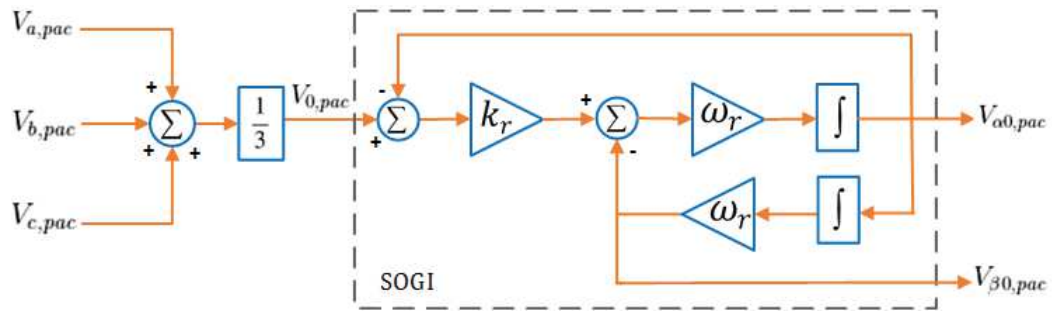 V_{a,pac}
V_{b,pac}
V_{c,pac}
+
+
+
∑
1/3
V_{0,pac}
-
+
∑
k_r
+
-
∑
ω_r
∫
V_{α0,pac}
ω_r
∫
SOGI
V_{β0,pac}